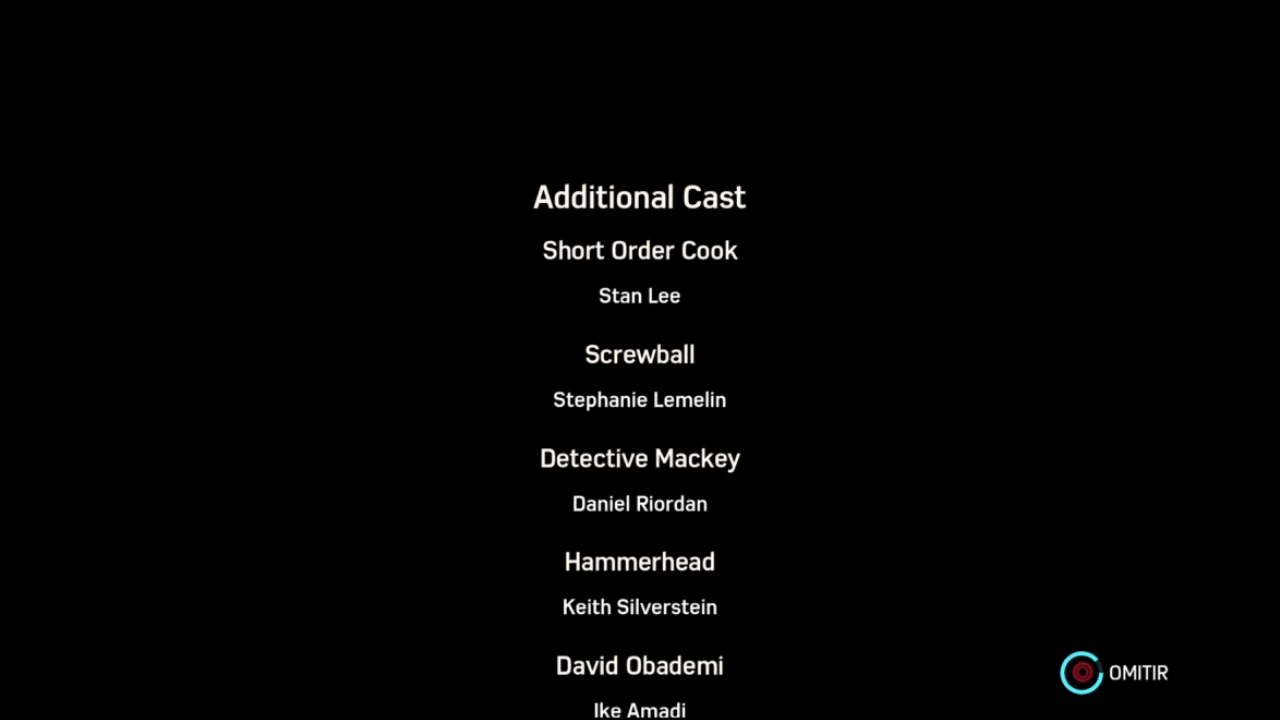 Additional Cast
Short Order Cook
Stan Lee
Screwball
Stephanie Lemelin
Detective Mackey
Daniel Riordan
Hammerhead
Keith Silverstein
David Obademi
Ike Amadi
OMITIR